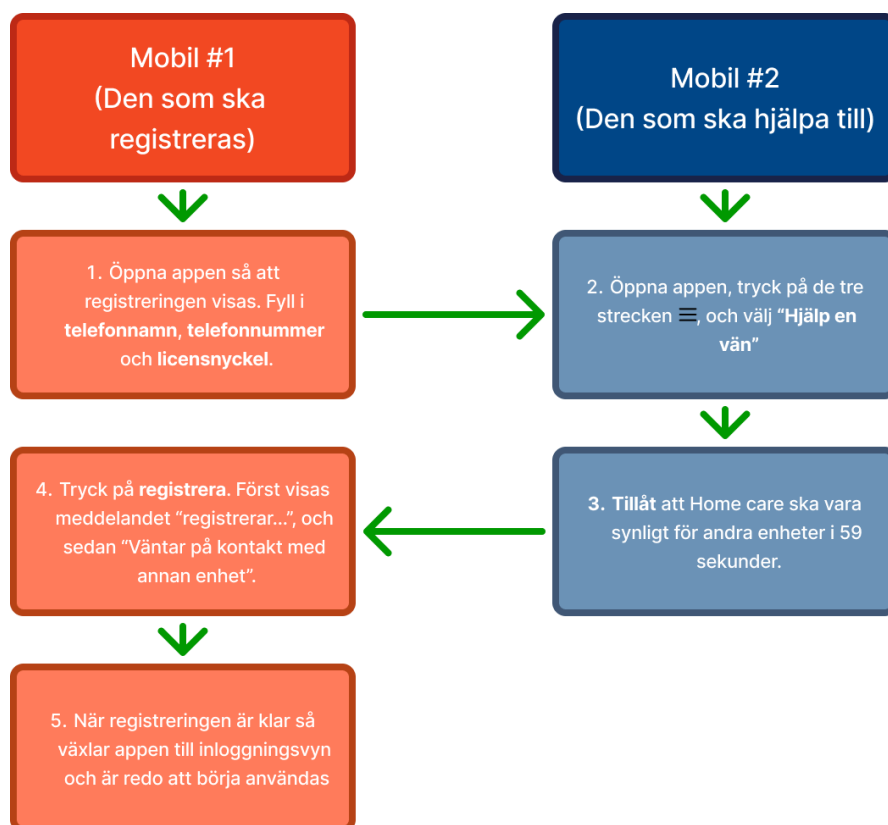 Mobil #1
(Den som ska
registreras)
Mobil #2
(Den som ska hjälpa till)
1. Öppna appen så att
registreringen visas. Fyll i
telefonnamn, telefonnummer
och licensnyckel.
2. Öppna appen, tryck på de tre
strecken ☰, och välj “Hjälp en
vän”
3. Tillåt att Home care ska vara
synligt för andra enheter i 59
sekunder.
4. Tryck på registrera. Först visas
meddelandet “registrerar...”, och
sedan “Väntar på kontakt med
annan enhet”.
5. När registreringen är klar så
växlar appen till inloggningsvyn
och är redo att börja användas